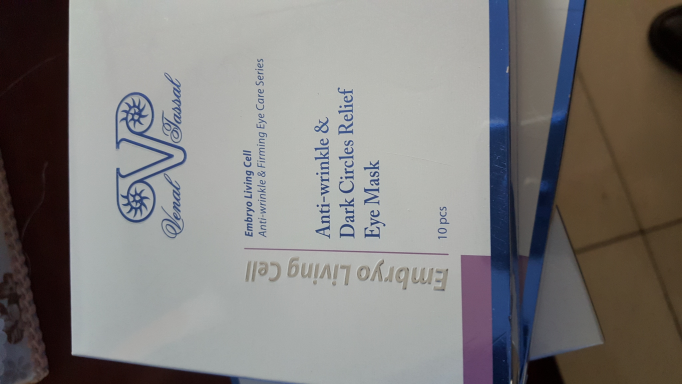 Venal Tassal
Embryo Living Cell
Anti-wrinkle & Firming Eye Care Series
Anti-wrinkle &
Dark Circles Relief
Eye Mask
10 pcs
Embryo Living Cell